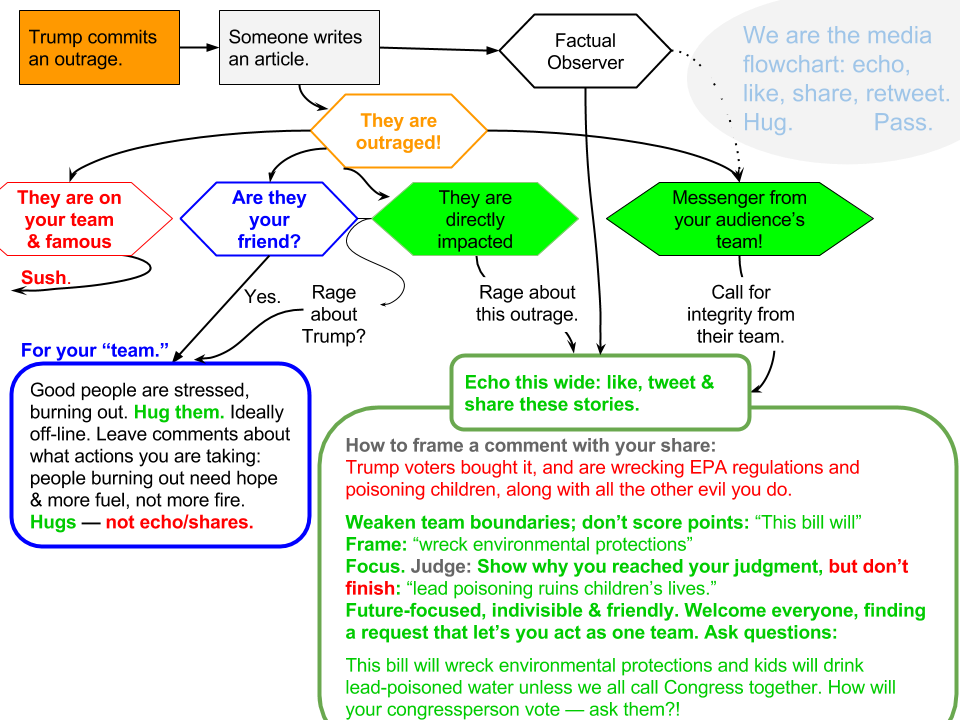 Trump commits
an outrage.
Someone writes
an article.
Factual
Observer
We are the media
flowchart: echo,
like, share, retweet.
Hug. Pass.
They are
outraged!
They are on
your team
& famous
Are they
your
friend?
They are
directly
impacted
Messenger from
your audience’s
team!
Sush.
Yes.
Rage
about
Trump?
Rage about
this outrage.
Call for
integrity from
their team.
For your “team.”
Good people are stressed,
burning out. Hug them. Ideally
off-line. Leave comments about
what actions you are taking:
people burning out need hope
& more fuel, not more fire.
Hugs — not echo/shares.
Echo this wide: like, tweet &
share these stories.
How to frame a comment with your share:
Trump voters bought it, and are wrecking EPA regulations and
poisoning children, along with all the other evil you do.
Weaken team boundaries; don’t score points: “This bill will”
Frame: “wreck environmental protections”
Focus. Judge: Show why you reached your judgment, but don’t
finish: “lead poisoning ruins children’s lives.”
Future-focused, indivisible & friendly. Welcome everyone, finding
a request that let’s you act as one team. Ask questions:
This bill will wreck environmental protections and kids will drink
lead-poisoned water unless we all call Congress together. How will
your congressperson vote — ask them?!